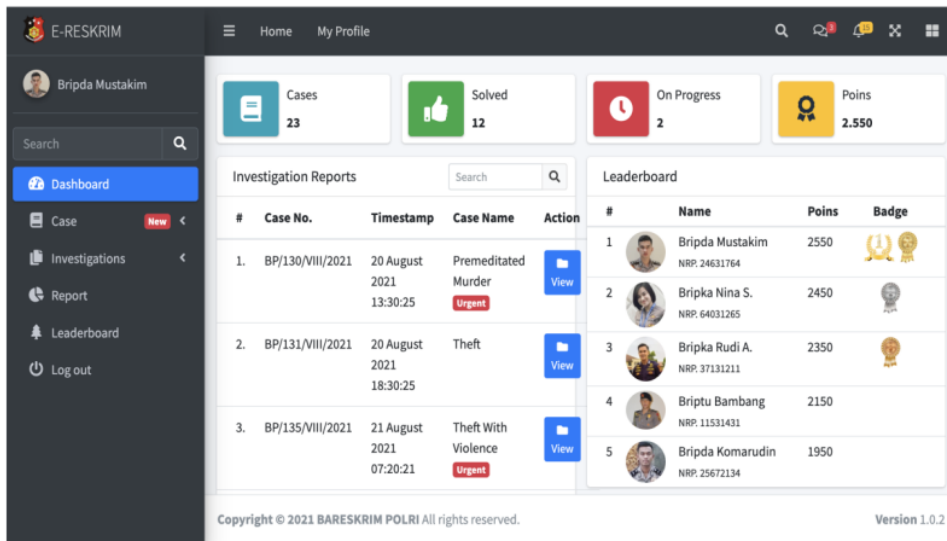 E-RESKRIM
Home My Profile
3
15
Bripda Mustakim
Search
Dashboard
Case New
Investigations
Report
Leaderboard
Log out
Cases
23
Solved
12
On Progress
2
Poins
2.550
Investigation Reports Search
# Case No. Timestamp Case Name Action
1. BP/130/VIII/2021 20 August Premeditated
2021 Murder View
13:30:25 Urgent
2. BP/131/VIII/2021 20 August Theft
2021 View
18:30:25
3. BP/135/VIII/2021 21 August Theft With
2021 Violence View
07:20:21 Urgent
Leaderboard
# Name Poins Badge
1 Bripda Mustakim 2550
NRP. 24631764
2 Bripka Nina S. 2450
NRP. 64031265
3 Bripka Rudi A. 2350
NRP. 37131211
4 Briptu Bambang 2150
NRP. 11531431
5 Bripda Komarudin 1950
NRP. 25672134
Copyright © 2021 BARESKRIM POLRI All rights reserved. Version 1.0.2